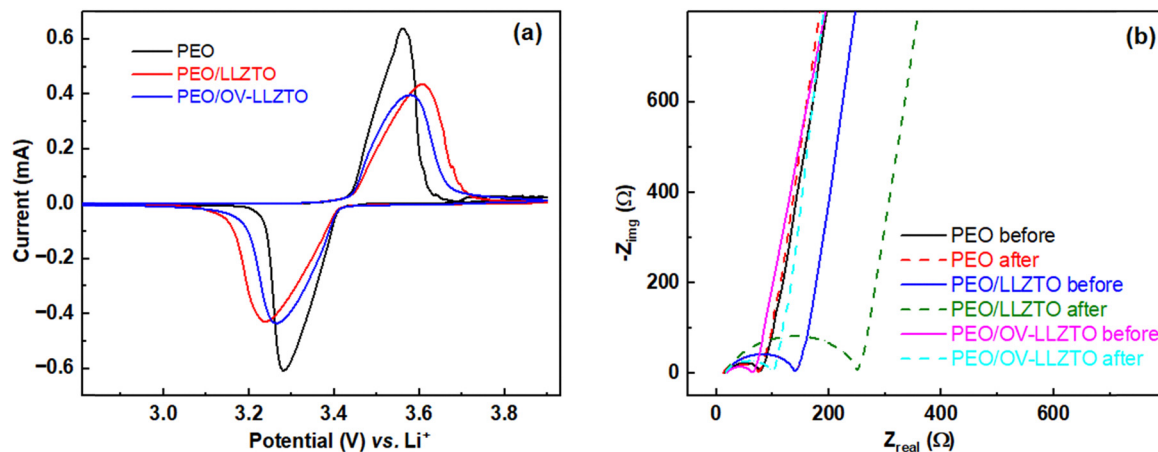 (a)
PEO
PEO/LLZTO
PEO/OV-LLZTO
Current (mA)
0.6
0.4
0.2
0.0
−0.2
−0.4
−0.6
3.0 3.2 3.4 3.6 3.8
Potential (V) vs. Li⁺
(b)
-Z_img (Ω)
600
400
200
0
PEO before
PEO after
PEO/LLZTO before
PEO/LLZTO after
PEO/OV-LLZTO before
PEO/OV-LLZTO after
0 200 400 600
Z_real (Ω)